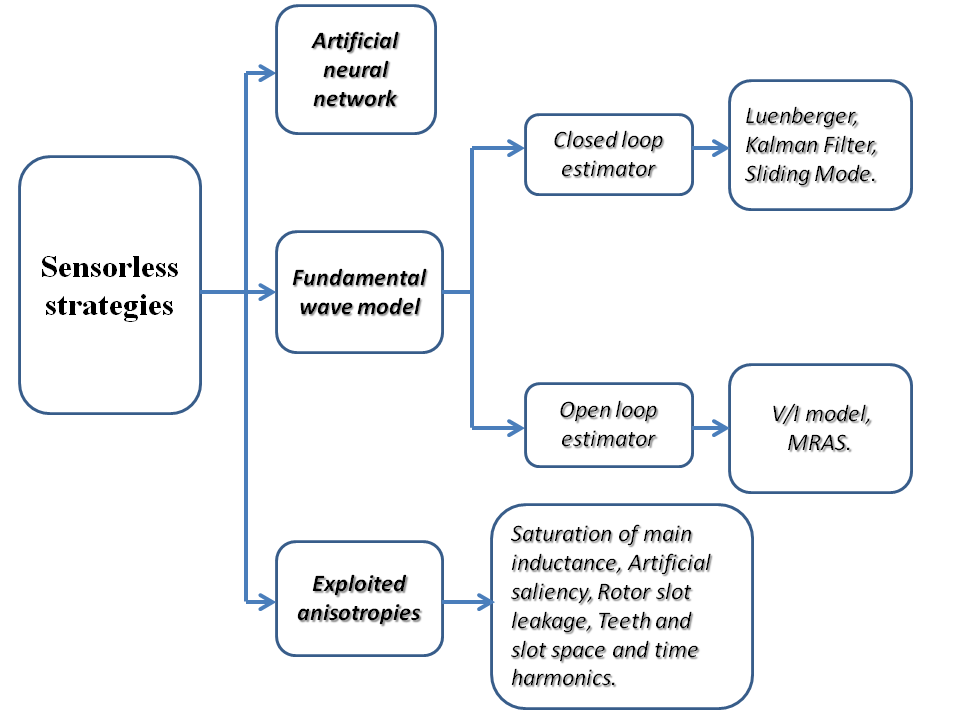 Sensorless
strategies
Artificial
neural
network
Fundamental
wave model
Closed loop
estimator
Luenberger,
Kalman Filter,
Sliding Mode.
Open loop
estimator
V/I model,
MRAS.
Exploited
anisotropies
Saturation of main
inductance, Artificial
saliency, Rotor slot
leakage, Teeth and
slot space and time
harmonics.